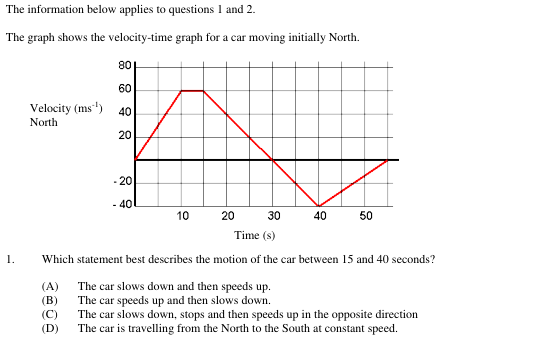 The information below applies to questions 1 and 2.
The graph shows the velocity-time graph for a car moving initially North.
80
60
Velocity (ms⁻¹)
40
North
20
- 20
- 40
10 20 30 40 50
Time (s)
1. Which statement best describes the motion of the car between 15 and 40 seconds?
(A) The car slows down and then speeds up.
(B) The car speeds up and then slows down.
(C) The car slows down, stops and then speeds up in the opposite direction
(D) The car is travelling from the North to the South at constant speed.